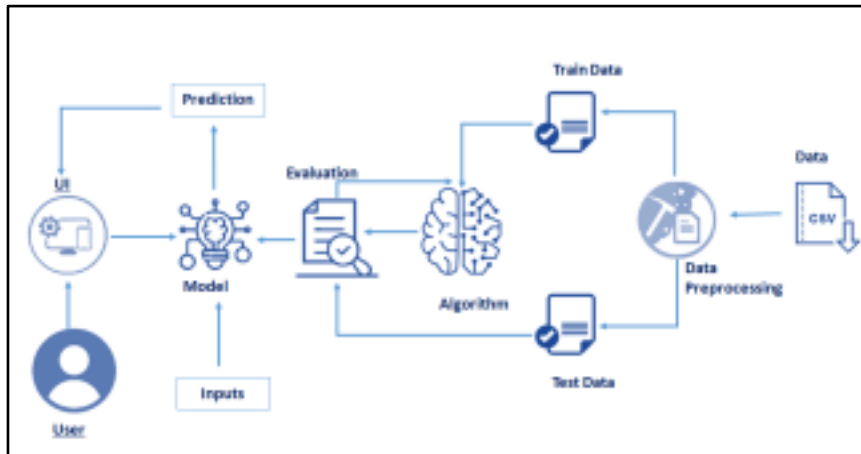 Train Data
Prediction
Data
Evaluation
UI
CSV
Model
Data
Preprocessing
Algorithm
Inputs
Test Data
User